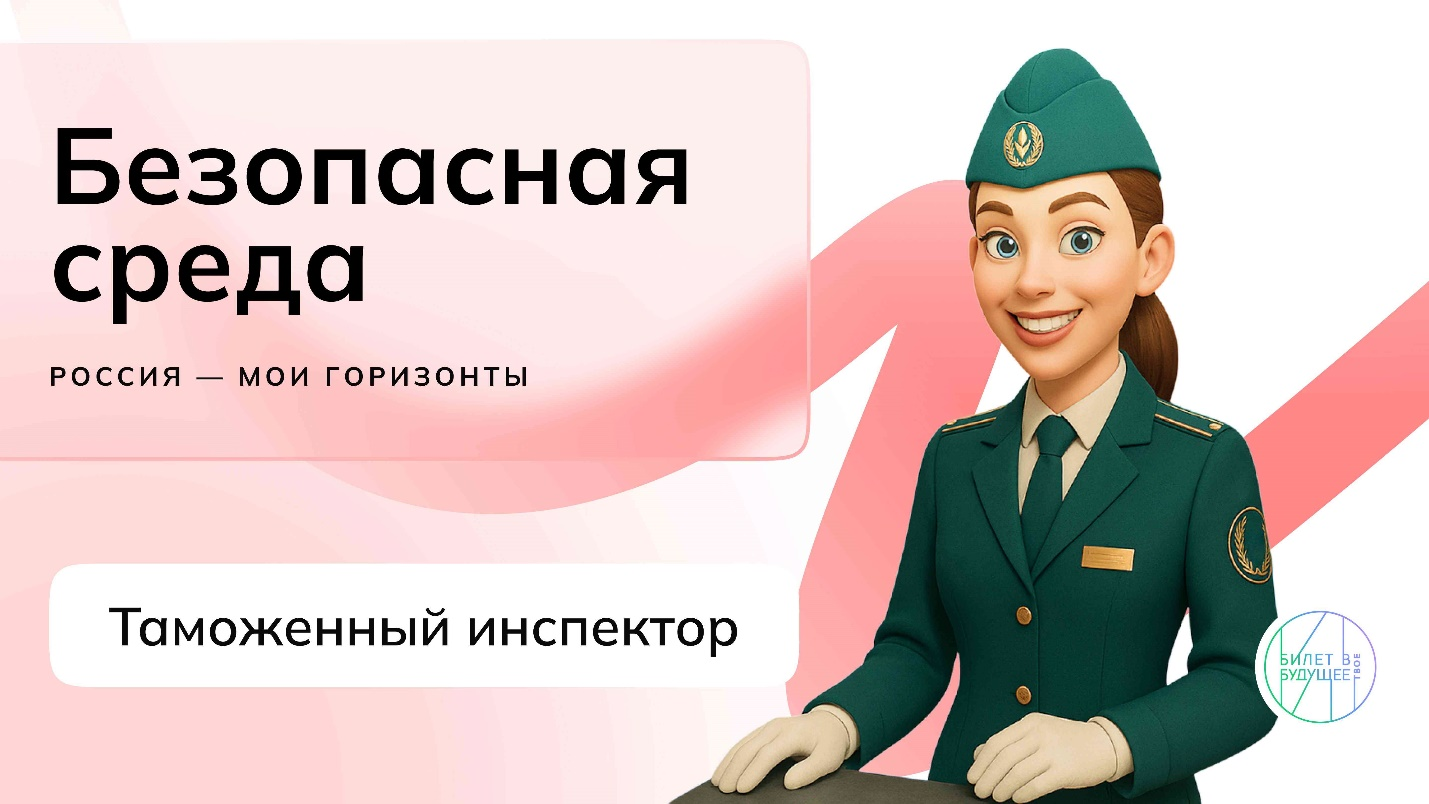 Безопасная
среда
РОССИЯ — МОИ ГОРИЗОНТЫ
Таможенный инспектор
БИЛЕТ В
БУДУЩЕЕ
ТВОЕ